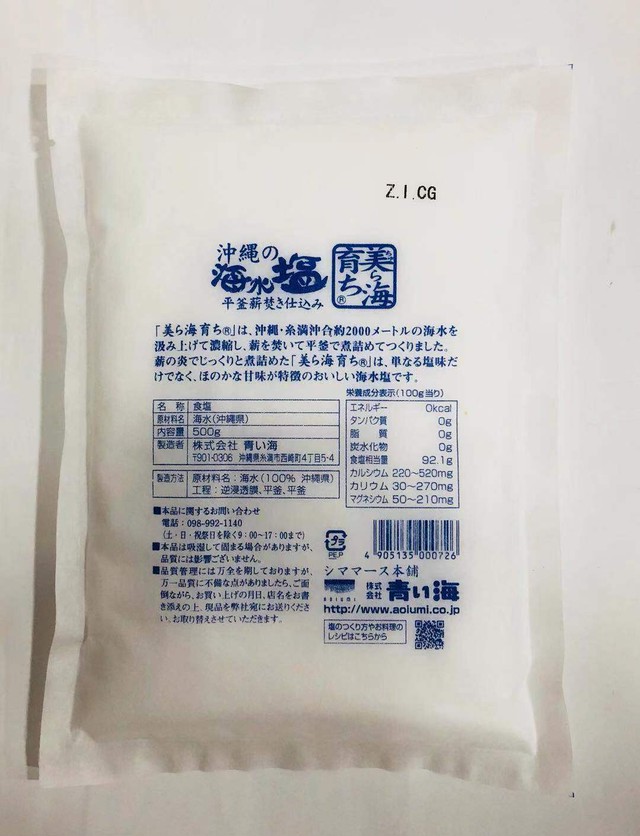 Z.I.CG
沖縄の
海水塩
平釜薪焚き仕込み
美ら海
育ち®
「美ら海育ち®」は、沖縄・糸満沖合約2000メートルの海水を
汲み上げて濃縮し、薪を焚いて平釜で煮詰めてつくりました。
薪の炎でじっくりと煮詰めた「美ら海育ち®」は、単なる塩味だ
けでなく、ほのかな甘味が特徴のおいしい海水塩です。
名 称 食塩
原材料名 海水(沖縄県)
内容量 500g
製造者 株式会社 青い海
〒901-0306 沖縄県糸満市西崎町4丁目5-4
製造方法 原材料名:海水(100% 沖縄県)
工程:逆浸透膜、平釜、平釜
栄養成分表示(100g当り)
エネルギー 0kcal
タンパク質 0g
脂 質 0g
炭水化物 0g
食塩相当量 92.1g
カルシウム 220〜520mg
カリウム 30〜270mg
マグネシウム 50〜210mg
■本品に関するお問い合わせ
電話:098-992-1140
(土・日・祝祭日を除く9:00〜17:00まで)
■本品は吸湿して固まる場合がありますが、
品質には影響ございません。
■品質管理には万全を期しておりますが、
万一品質に不備な点がありましたら、ご面
倒ながら、お買い上げの月日、店名をお書
き添えの上、現品を弊社宛にお送りくださ
い。お取り替えさせていただきます。
プラ
PE,P
4 905135 000726
シママース本舗
aoiumi
株式
会社 青い海
http://www.aoiumi.co.jp
塩のつくり方やお料理の
レシピはこちらから